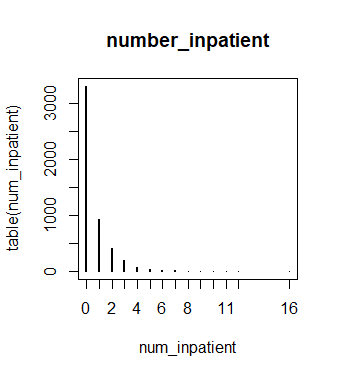 number_inpatient
table(num_inpatient)
3000
2000
1000
0
0 2 4 6 8 11 16
num_inpatient